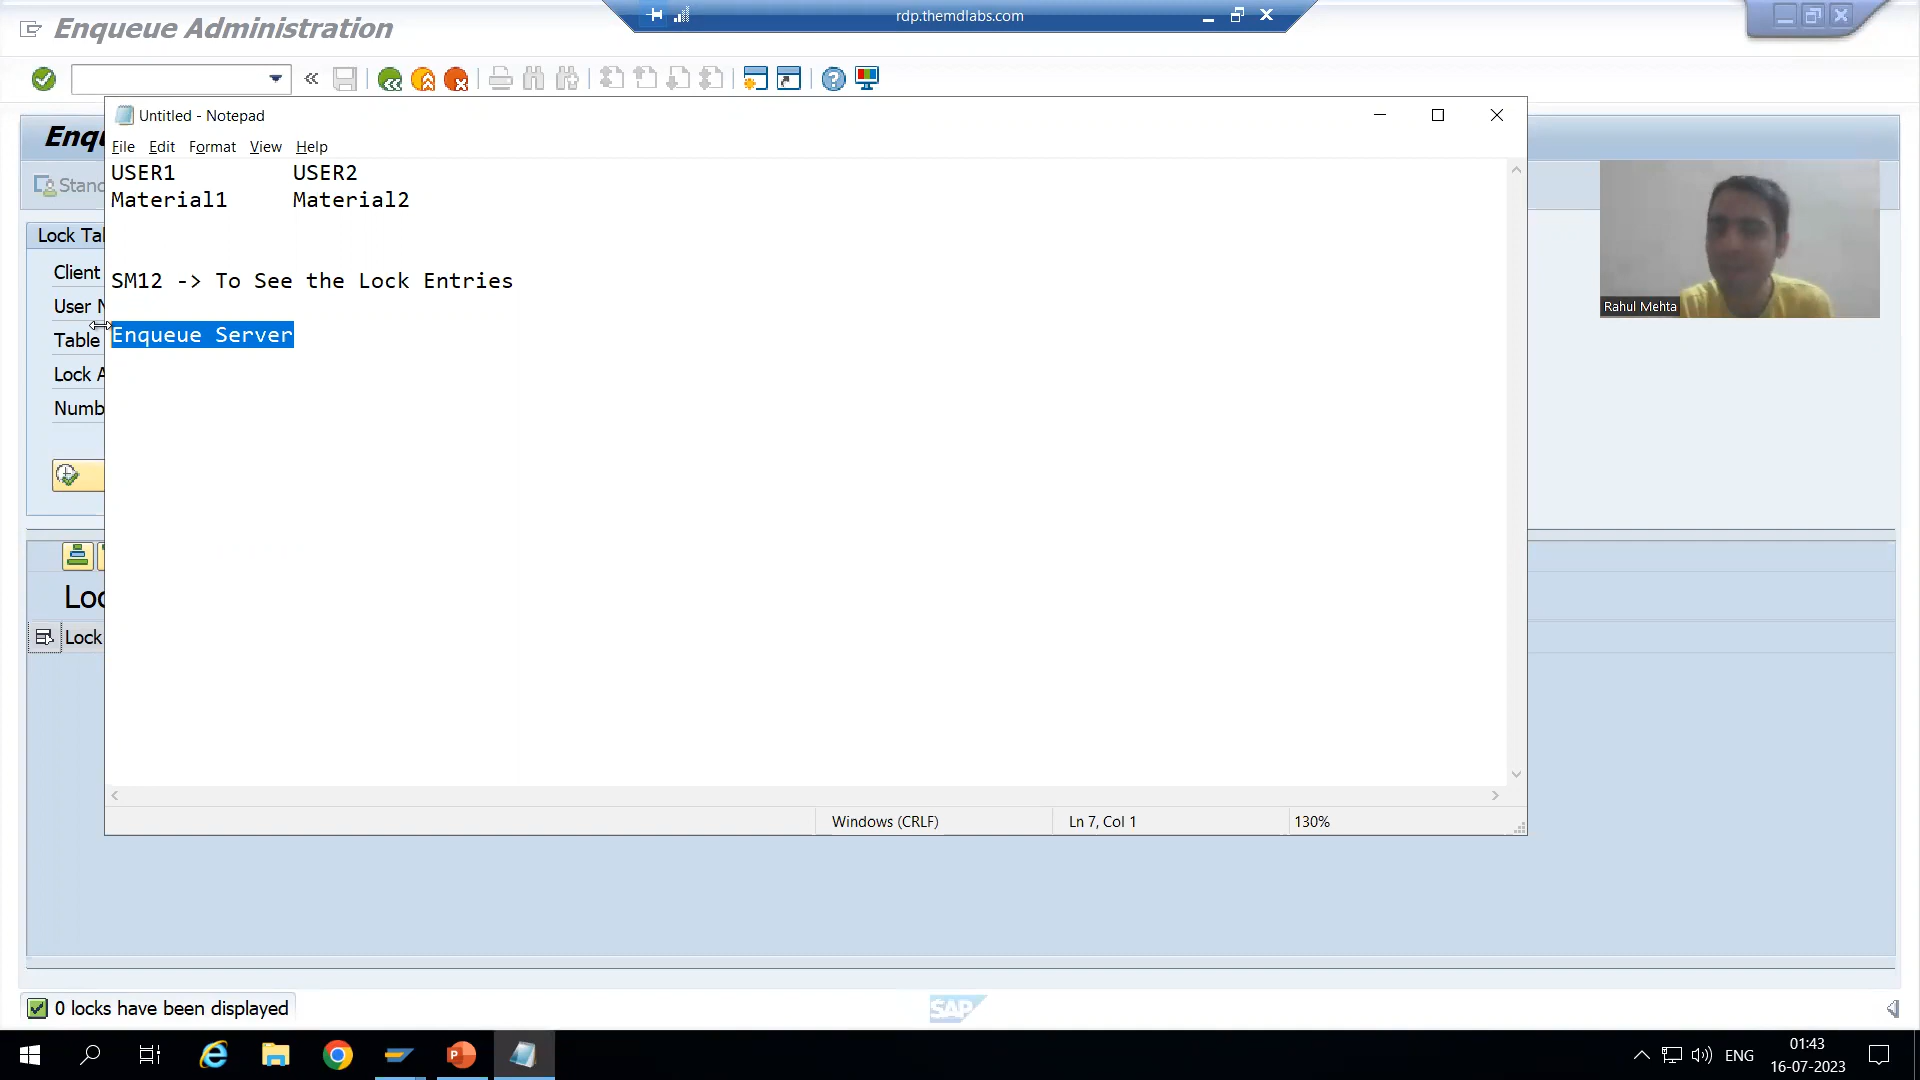 Enqueue Administration
rdp.themdlabs.com
Enqu
Untitled - Notepad
File Edit Format View Help
USER1 USER2
Material1 Material2
SM12 -> To See the Lock Entries
Enqueue Server
Stand
Lock Tab
Client
User N
Table
Lock A
Numb
Loc
Lock
Rahul Mehta
Windows (CRLF)
Ln 7, Col 1
130%
0 locks have been displayed
SAP
ENG
01:43
16-07-2023